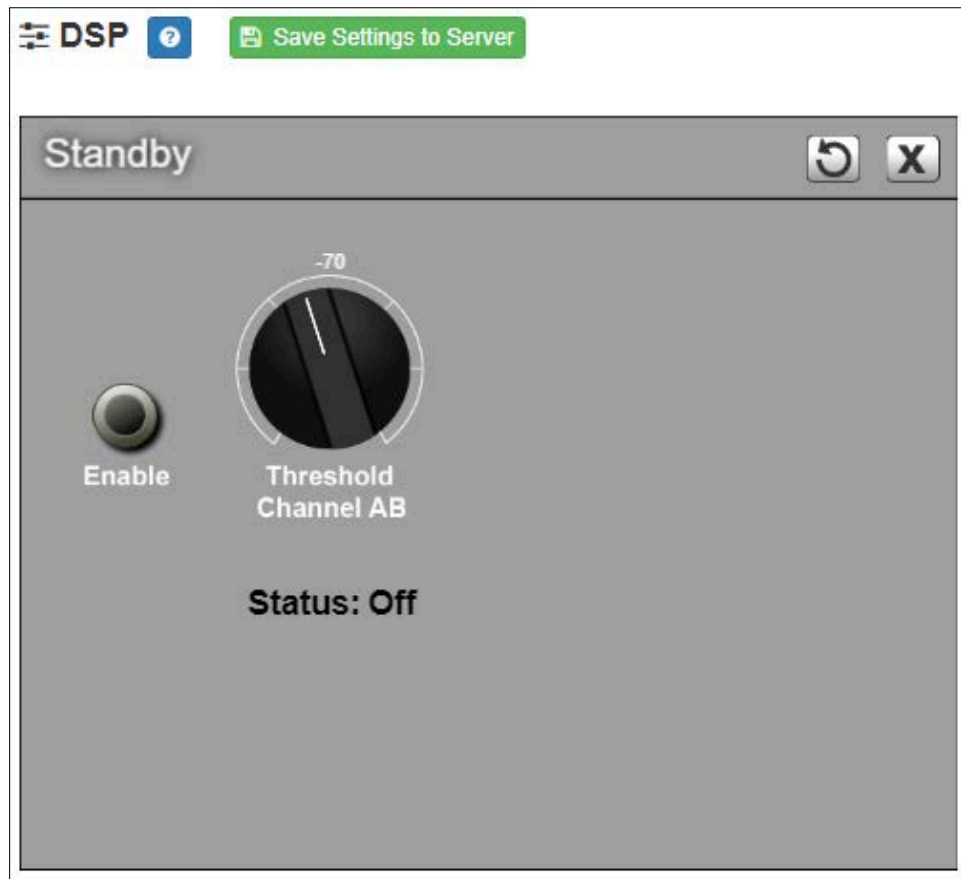 DSP ? Save Settings to Server
Standby
X
-70
Enable
Threshold
Channel AB
Status: Off